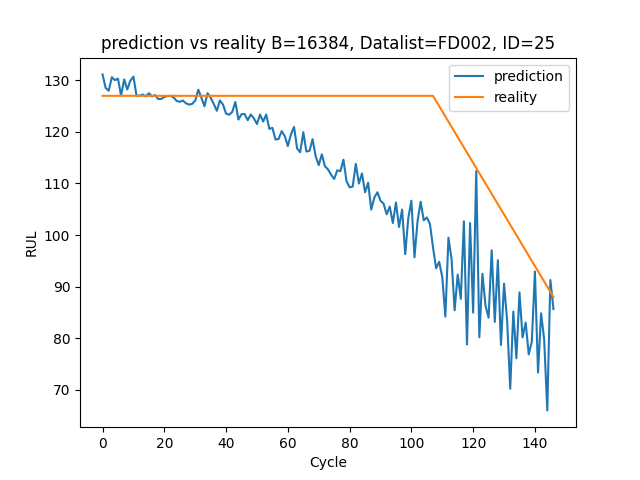 prediction vs reality B=16384, Datalist=FD002, ID=25
prediction
reality
RUL
130
120
110
100
90
80
70
0 20 40 60 80 100 120 140
Cycle